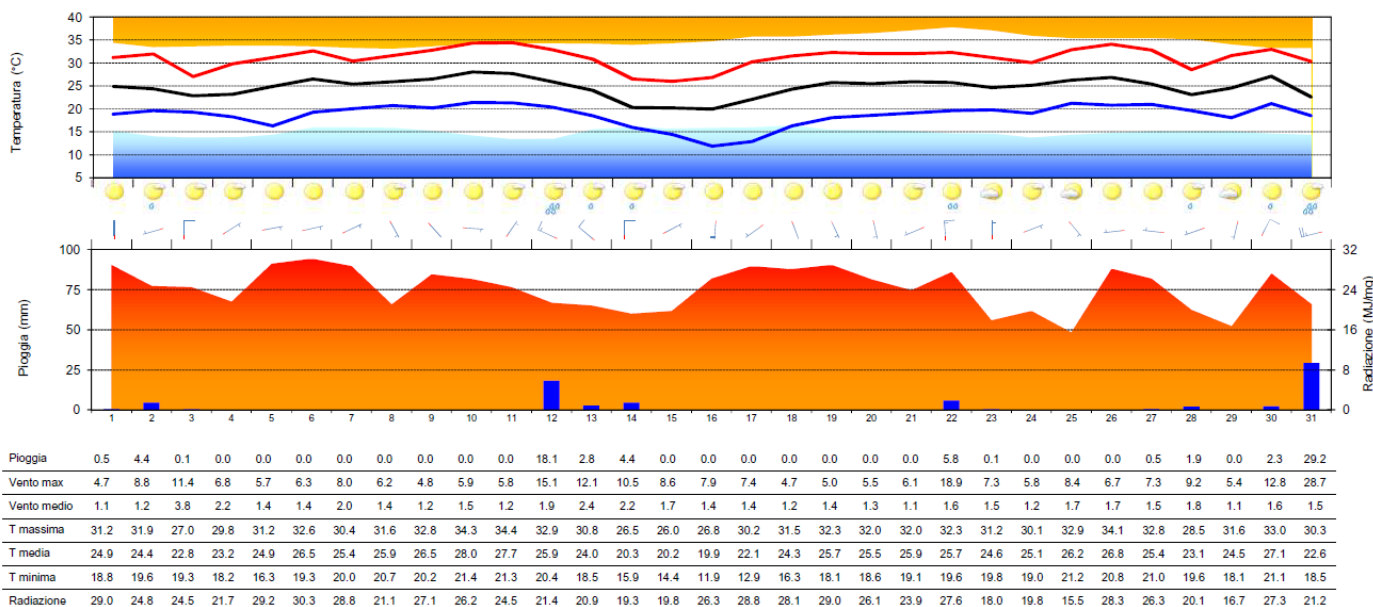 40
35
30
25
20
15
10
5
Temperatura (°C)
100
75
50
25
0
Pioggia (mm)
32
24
16
8
0
Radiazione (MJ/mq)
1 2 3 4 5 6 7 8 9 10 11 12 13 14 15 16 17 18 19 20 21 22 23 24 25 26 27 28 29 30 31
Pioggia 0.5 4.4 0.1 0.0 0.0 0.0 0.0 0.0 0.0 0.0 0.0 18.1 2.8 4.4 0.0 0.0 0.0 0.0 0.0 0.0 0.0 5.8 0.1 0.0 0.0 0.0 0.5 1.9 0.0 2.3 29.2
Vento max 4.7 8.8 11.4 6.8 5.7 6.3 8.0 6.2 4.8 5.9 5.8 15.1 12.1 10.5 8.6 7.9 7.4 4.7 5.0 5.5 6.1 18.9 7.3 5.8 8.4 6.7 7.3 9.2 5.4 12.8 28.7
Vento medio 1.1 1.2 3.8 2.2 1.4 1.4 2.0 1.4 1.2 1.5 1.2 1.9 2.4 2.2 1.7 1.4 1.4 1.2 1.4 1.3 1.1 1.6 1.5 1.2 1.7 1.7 1.5 1.8 1.1 1.6 1.5
T massima 31.2 31.9 27.0 29.8 31.2 32.6 30.4 31.6 32.8 34.3 34.4 32.9 30.8 26.5 26.0 26.8 30.2 31.5 32.3 32.0 32.0 32.3 31.2 30.1 32.9 34.1 32.8 28.5 31.6 33.0 30.3
T media 24.9 24.4 22.8 23.2 24.9 26.5 25.4 25.9 26.5 28.0 27.7 25.9 24.0 20.3 20.2 19.9 22.1 24.3 25.7 25.5 25.9 25.7 24.6 25.1 26.2 26.8 25.4 23.1 24.5 27.1 22.6
T minima 18.8 19.6 19.3 18.2 16.3 19.3 20.0 20.7 20.2 21.4 21.3 20.4 18.5 15.9 14.4 11.9 12.9 16.3 18.1 18.6 19.1 19.6 19.8 19.0 21.2 20.8 21.0 19.6 18.1 21.1 18.5
Radiazione 29.0 24.8 24.5 21.7 29.2 30.3 28.8 21.1 27.1 26.2 24.5 21.4 20.9 19.3 19.8 26.3 28.8 28.1 29.0 26.1 23.9 27.6 18.0 19.8 15.5 28.3 26.3 20.1 16.7 27.3 21.2